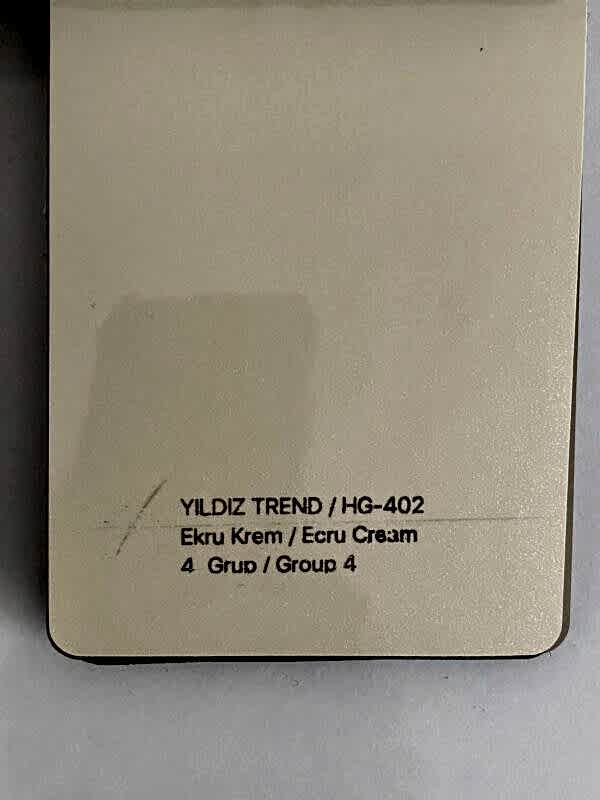 YILDIZ TREND / HG-402
Ekru Krem / Ecru Cream
4 Grup / Group 4